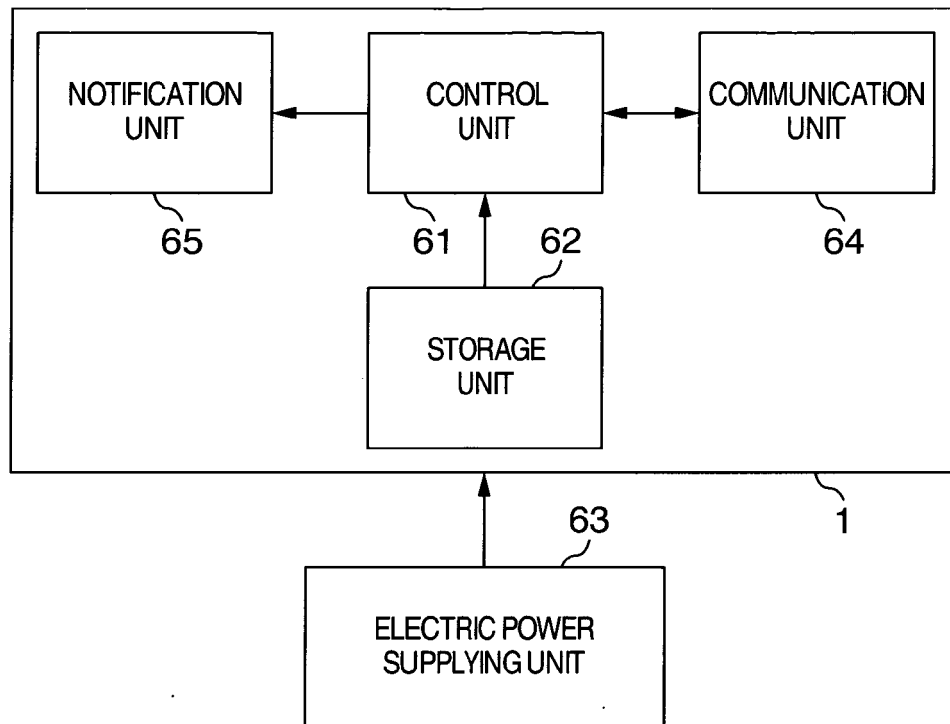 NOTIFICATION
UNIT
CONTROL
UNIT
COMMUNICATION
UNIT
65
61
64
62
STORAGE
UNIT
1
63
ELECTRIC POWER
SUPPLYING UNIT